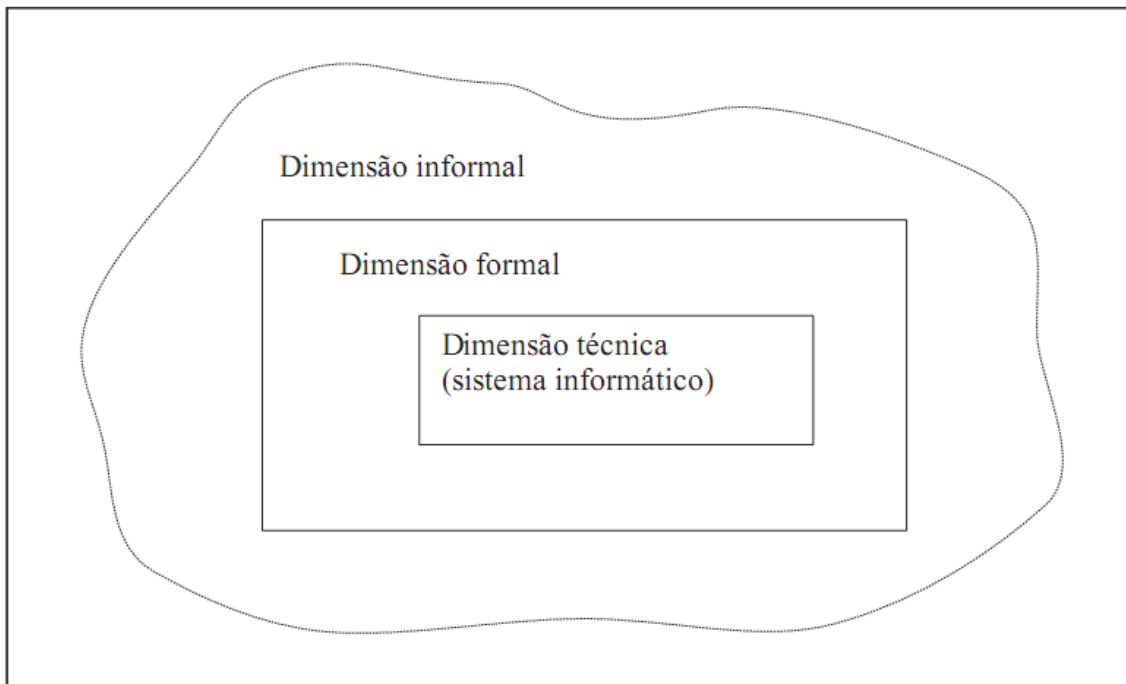 Dimensão informal
Dimensão formal
Dimensão técnica
(sistema informático)